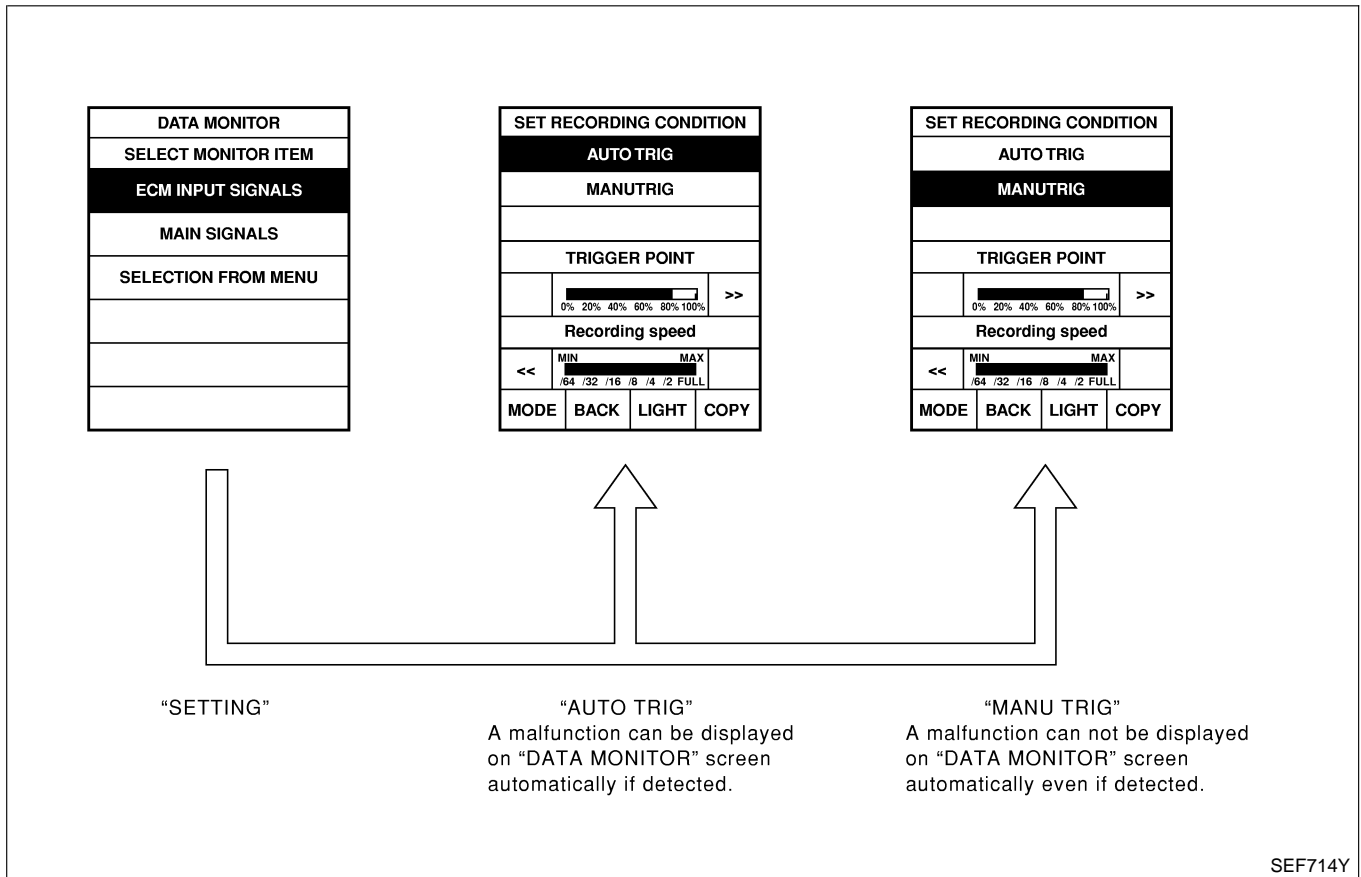 DATA MONITOR
SELECT MONITOR ITEM
ECM INPUT SIGNALS
MAIN SIGNALS
SELECTION FROM MENU
SET RECORDING CONDITION
AUTO TRIG
MANUTRIG
TRIGGER POINT
>>
0% 20% 40% 60% 80% 100%
Recording speed
MIN MAX
<<
/64 /32 /16 /8 /4 /2 FULL
MODE BACK LIGHT COPY
SET RECORDING CONDITION
AUTO TRIG
MANUTRIG
TRIGGER POINT
>>
0% 20% 40% 60% 80% 100%
Recording speed
MIN MAX
<<
/64 /32 /16 /8 /4 /2 FULL
MODE BACK LIGHT COPY
“SETTING”
“AUTO TRIG”
A malfunction can be displayed
on “DATA MONITOR” screen
automatically if detected.
“MANU TRIG”
A malfunction can not be displayed
on “DATA MONITOR” screen
automatically even if detected.
SEF714Y